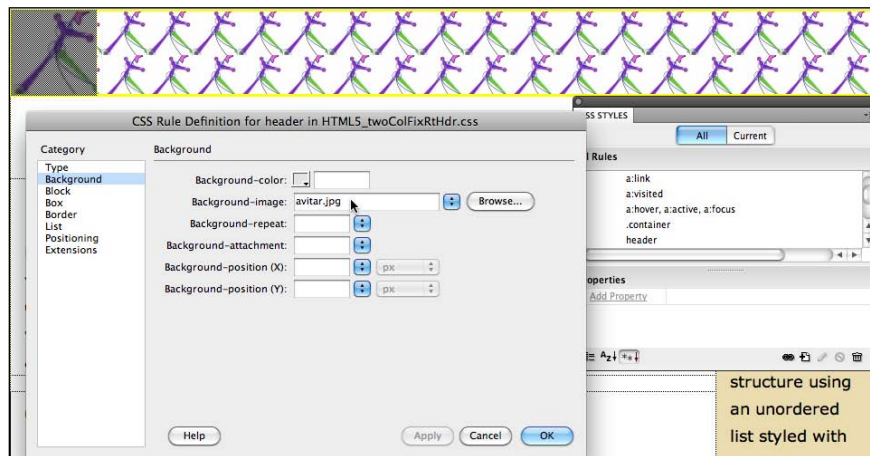 CSS Rule Definition for header in HTML5_twoColFixRtHdr.css
Category
Background
Type
Background
Block
Box
Border
List
Positioning
Extensions
Background-color:
Background-image: avitar.jpg Browse...
Background-repeat:
Background-attachment:
Background-position (X): px
Background-position (Y): px
Help
Apply
Cancel
OK
SS STYLES
All
Current
l Rules
a:link
a:visited
a:hover, a:active, a:focus
.container
header
operties
Add Property
structure using
an unordered
list styled with